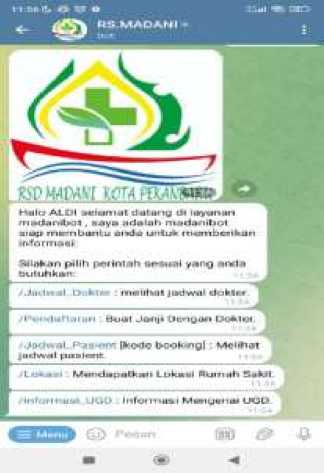 11:56
RS.MADANI
bot
RSD MADANI KOTA PEKANBARU
Halo ALDI selamat datang di layanan
madanibot , saya adalah madanibot
siap membantu anda untuk memberikan
informasi:
Silakan pilih perintah sesuai yang anda
butuhkan:
11:56
/Jadwal_Dokter : melihat jadwal dokter.
11:56
/Pendaftaran : Buat Janji Dengan Dokter.
11:56
/Jadwal_Pasient [kode booking] : Melihat
jadwal pasient.
11:56
/Lokasi : Mendapatkan Lokasi Rumah Sakit.
11:56
/Informasi_UGD : Informasi Mengenai UGD.
11:56
Menu
Pesan